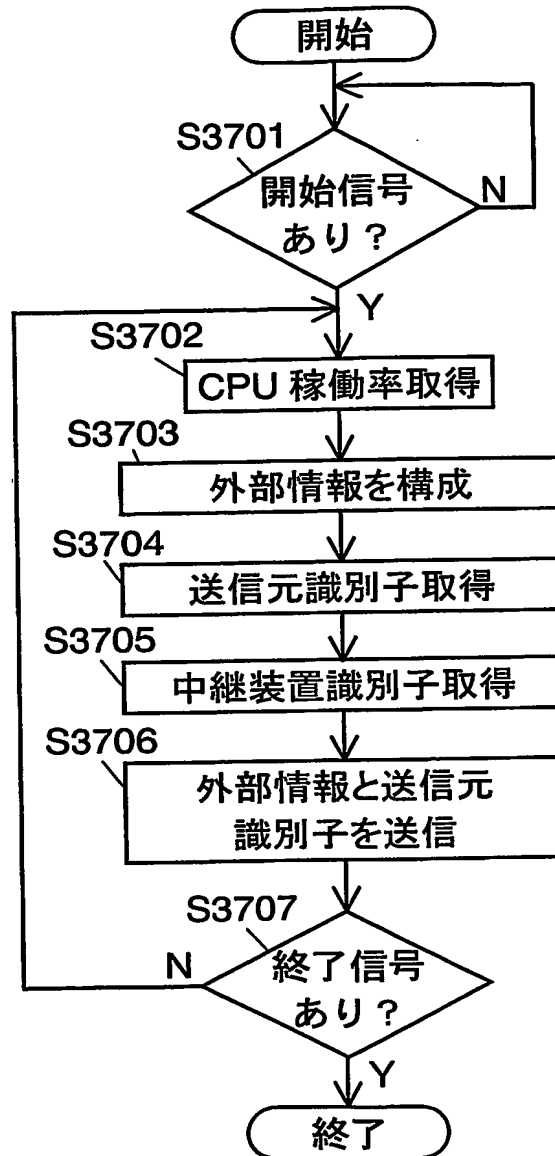 開始
S3701
開始信号
あり？
N
Y
S3702
CPU 稼働率取得
S3703
外部情報を構成
S3704
送信元識別子取得
S3705
中継装置識別子取得
S3706
外部情報と送信元
識別子を送信
S3707
N
終了信号
あり？
Y
終了